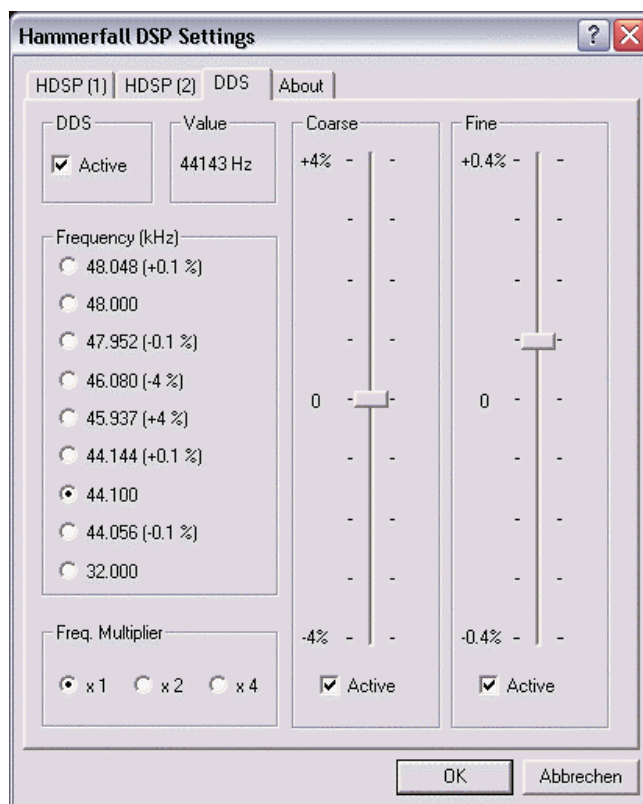 Hammerfall DSP Settings
HDSP (1) HDSP (2) DDS About
DDS
Active
Value
44143 Hz
Frequency (kHz)
48.048 (+0.1 %)
48.000
47.952 (-0.1 %)
46.080 (-4 %)
45.937 (+4 %)
44.144 (+0.1 %)
44.100
44.056 (-0.1 %)
32.000
Freq. Multiplier
x 1 x 2 x 4
Coarse
+4%
0
-4%
Active
Fine
+0.4%
0
-0.4%
Active
OK Abbrechen